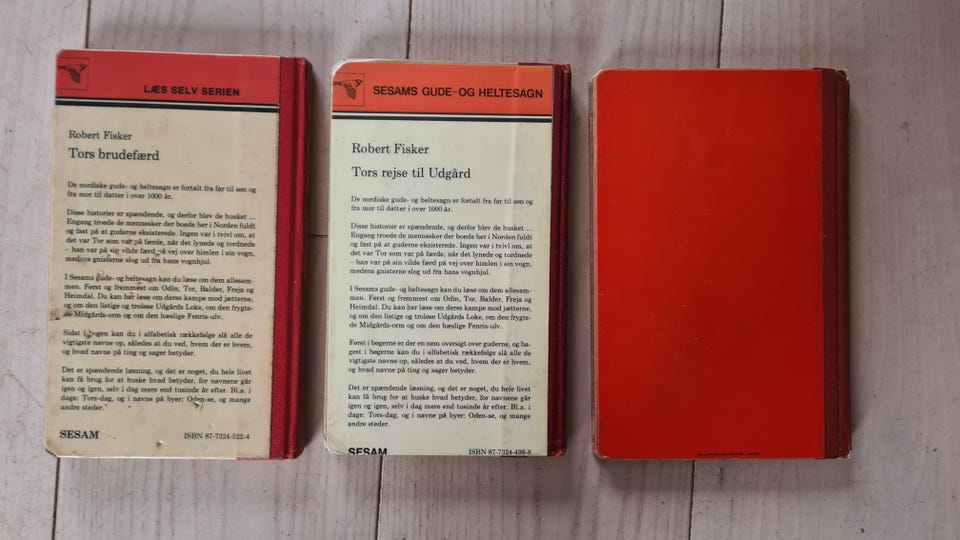 LÆS SELV SERIEN
Robert Fisker
Tors brudefærd
De nordiske gude- og heltesagn er fortalt fra far til søn og
fra mor til datter i over 1000 år.
Disse historier er spændende, og derfor blev de husket ...
Engang troede de mennesker der boede her i Norden fuldt
og fast på at guderne eksisterede. Ingen var i tvivl om, at
det var Tor som var på færde, når det lynede og tordnede
– han var på sin vilde færd på vej over himlen i sin vogn,
medens gnisterne slog ud fra hans vognhjul.
I Sesams gude- og heltesagn kan du læse om dem allesam-
men. Først og fremmest om Odin, Tor, Balder, Freja og
Heimdal. Du kan her læse om deres kampe mod jætterne,
og om den listige og troløse Udgårds Loke, om den frygte-
de Midgårds-orm og om den hæslige Fenris-ulv.
Sidst i bogen kan du i alfabetisk rækkefølge slå alle de
vigtigste navne op, således at du ved, hvem der er hvem,
og hvad navne på ting og sager betyder.
Det er spændende læsning, og det er noget, du hele livet
kan få brug for at huske hvad betyder, for navnene går
igen og igen, selv i dag mere end tusinde år efter. Bl.a. i
dage: Tors-dag, og i navne på byer: Oden-se, og mange
andre steder."
SESAM ISBN 87-7324-522-4
SESAMS GUDE-OG HELTESAGN
Robert Fisker
Tors rejse til Udgård
De nordiske gude- og heltesagn er fortalt fra far til søn og
fra mor til datter i over 1000 år.
Disse historier er spændende, og derfor blev de husket ...
Engang troede de mennesker der boede her i Norden fuldt
og fast på at guderne eksisterede. Ingen var i tvivl om, at
det var Tor som var på færde, når det lynede og tordnede
– han var på sin vilde færd på vej over himlen i sin vogn,
medens gnisterne slog ud fra hans vognhjul.
I Sesams gude- og heltesagn kan du læse om dem allesam-
men. Først og fremmest om Odin, Tor, Balder, Freja og
Heimdal. Du kan her læse om deres kampe mod jætterne,
og om den listige og troløse Udgårds Loke, om den frygte-
de Midgårds-orm og om den hæslige Fenris-ulv.
Først i bøgerne er der en nem oversigt over guderne, og ba-
gest i bøgerne kan du i alfabetisk rækkefølge slå alle de
vigtigste navne op, således at du ved, hvem der er hvem,
og hvad navne på ting og sager betyder.
Det er spændende læsning, og det er noget, du hele livet
kan få brug for at huske hvad betyder, for navnene går
igen og igen, selv i dag mere end tusinde år efter. Bl.a. i
dage: Tors-dag, og i navne på byer: Oden-se, og mange
andre steder.
SESAM ISBN 87-7324-498-8